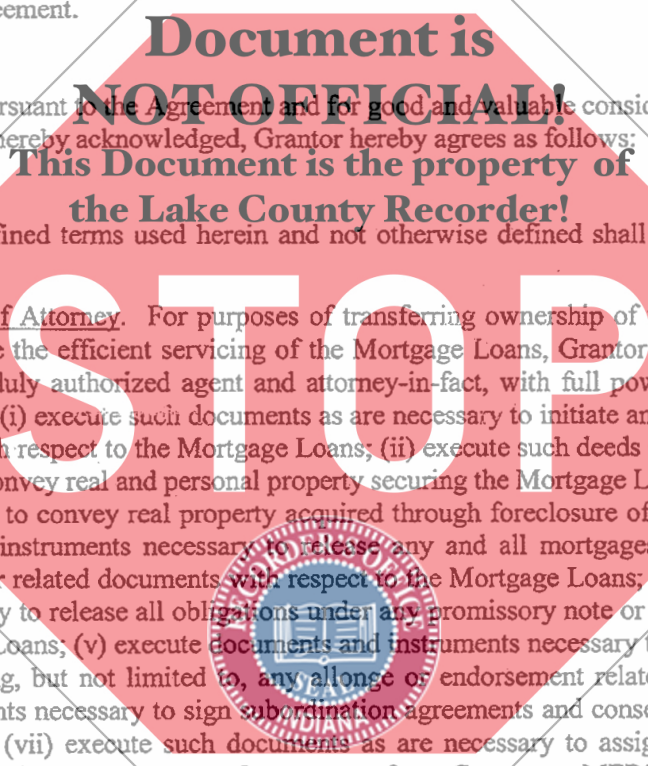 eement.
Document is
NOT OFFICIAL!
rsuant to the Agreement and for good and valuable consid
hereby acknowledged, Grantor hereby agrees as follows:
This Document is the property of
the Lake County Recorder!
ined terms used herein and not otherwise defined shall
STOP
f Attorney. For purposes of transferring ownership of
e the efficient servicing of the Mortgage Loans, Grantor
duly authorized agent and attorney-in-fact, with full pow
(i) execute such documents as are necessary to initiate an
h respect to the Mortgage Loans; (ii) execute such deeds
onvey real and personal property securing the Mortgage L
to convey real property acquired through foreclosure of
instruments necessary to release any and all mortgage
r related documents with respect to the Mortgage Loans;
y to release all obligations under any promissory note or
Loans; (v) execute documents and instruments necessary t
g, but not limited to, any allonge or endorsement relate
nts necessary to sign subordination agreements and conse
(vii) execute such documents as are necessary to assig
RECORDER'S OFFICE
SEAL
INDIANA